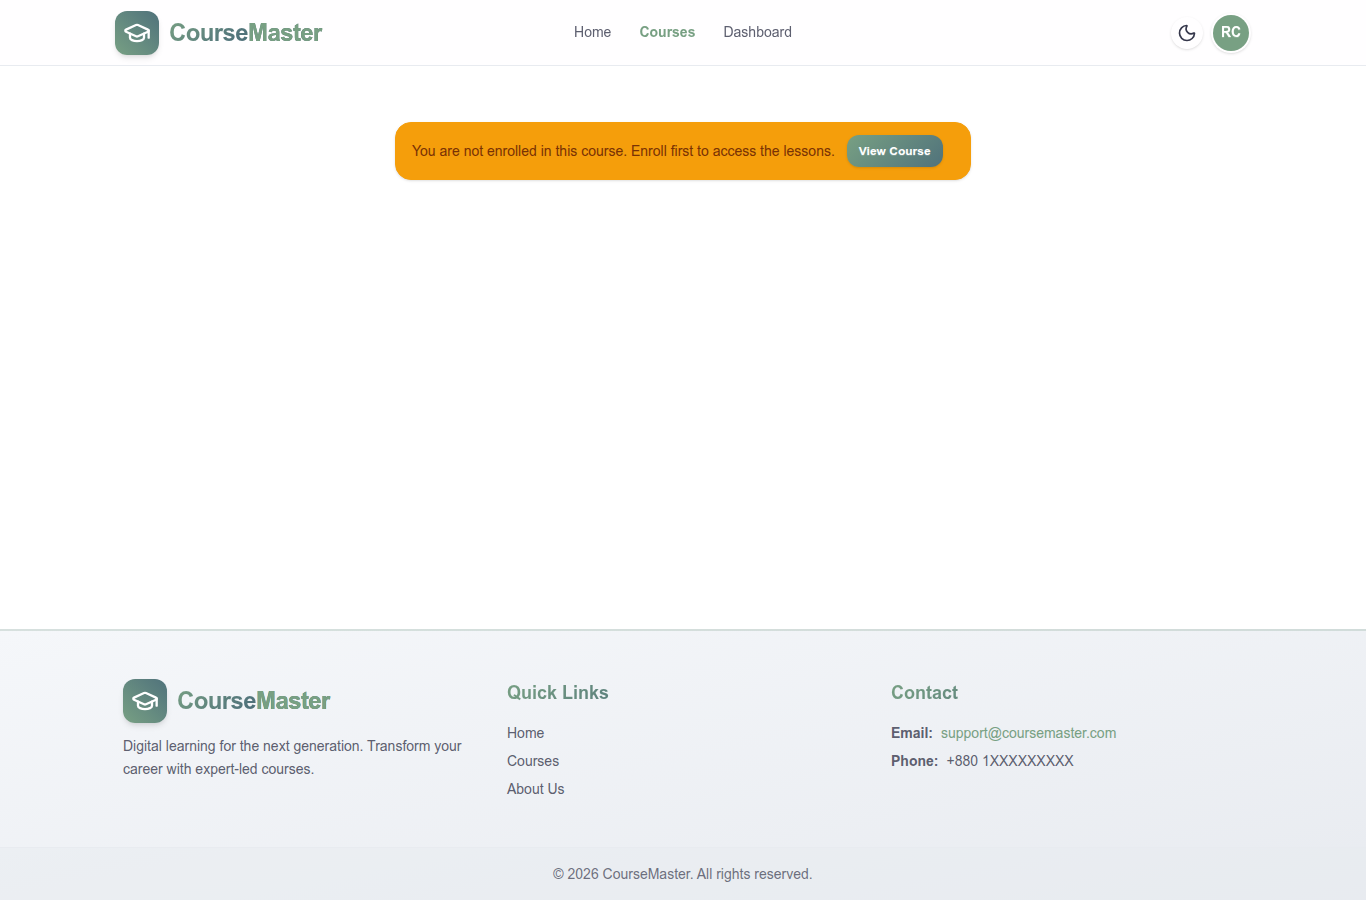 CourseMaster
Home
Courses
Dashboard
RC
You are not enrolled in this course. Enroll first to access the lessons.
View Course
CourseMaster
Digital learning for the next generation. Transform your
career with expert-led courses.
Quick Links
Home
Courses
About Us
Contact
Email: support@coursemaster.com
Phone: +880 1XXXXXXXXX
© 2026 CourseMaster. All rights reserved.